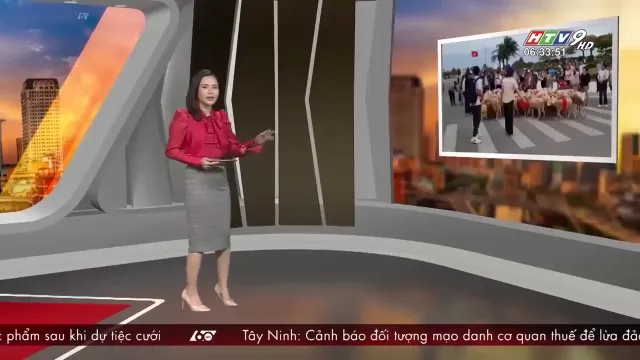 HTV9
HD
06:33:51
c phẩm sau khi dự tiệc cưới
60
Tây Ninh: Cảnh báo đối tượng mạo danh cơ quan thuế để lừa đả